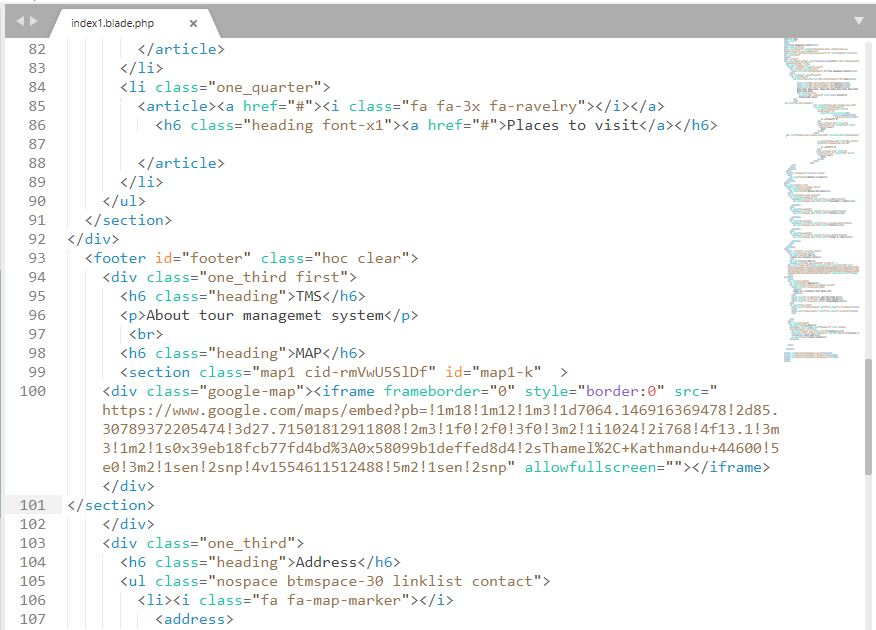 index1.blade.php ×
82 </article>
83 </li>
84 <li class="one_quarter">
85 <article><a href="#"><i class="fa fa-3x fa-ravelry"></i></a>
86 <h6 class="heading font-x1"><a href="#">Places to visit</a></h6>
87
88 </article>
89 </li>
90 </ul>
91 </section>
92 </div>
93 <footer id="footer" class="hoc clear">
94 <div class="one_third first">
95 <h6 class="heading">TMS</h6>
96 <p>About tour managemet system</p>
97 <br>
98 <h6 class="heading">MAP</h6>
99 <section class="map1 cid-rmVwU5SlDf" id="map1-k"  >
100 <div class="google-map"><iframe frameborder="0" style="border:0" src="
https://www.google.com/maps/embed?pb=!1m18!1m12!1m3!1d7064.146916369478!2d85.
30789372205474!3d27.71501812911808!2m3!1f0!2f0!3f0!3m2!1i1024!2i768!4f13.1!3m
3!1m2!1s0x39eb18fcb77fd4bd%3A0x58099b1deffed8d4!2sThamel%2C+Kathmandu+44600!5
e0!3m2!1sen!2snp!4v1554611512488!5m2!1sen!2snp" allowfullscreen=""></iframe>
</div>
101 </section>
102 </div>
103 <div class="one_third">
104 <h6 class="heading">Address</h6>
105 <ul class="nospace btmspace-30 linklist contact">
106 <li><i class="fa fa-map-marker"></i>
107 <address>